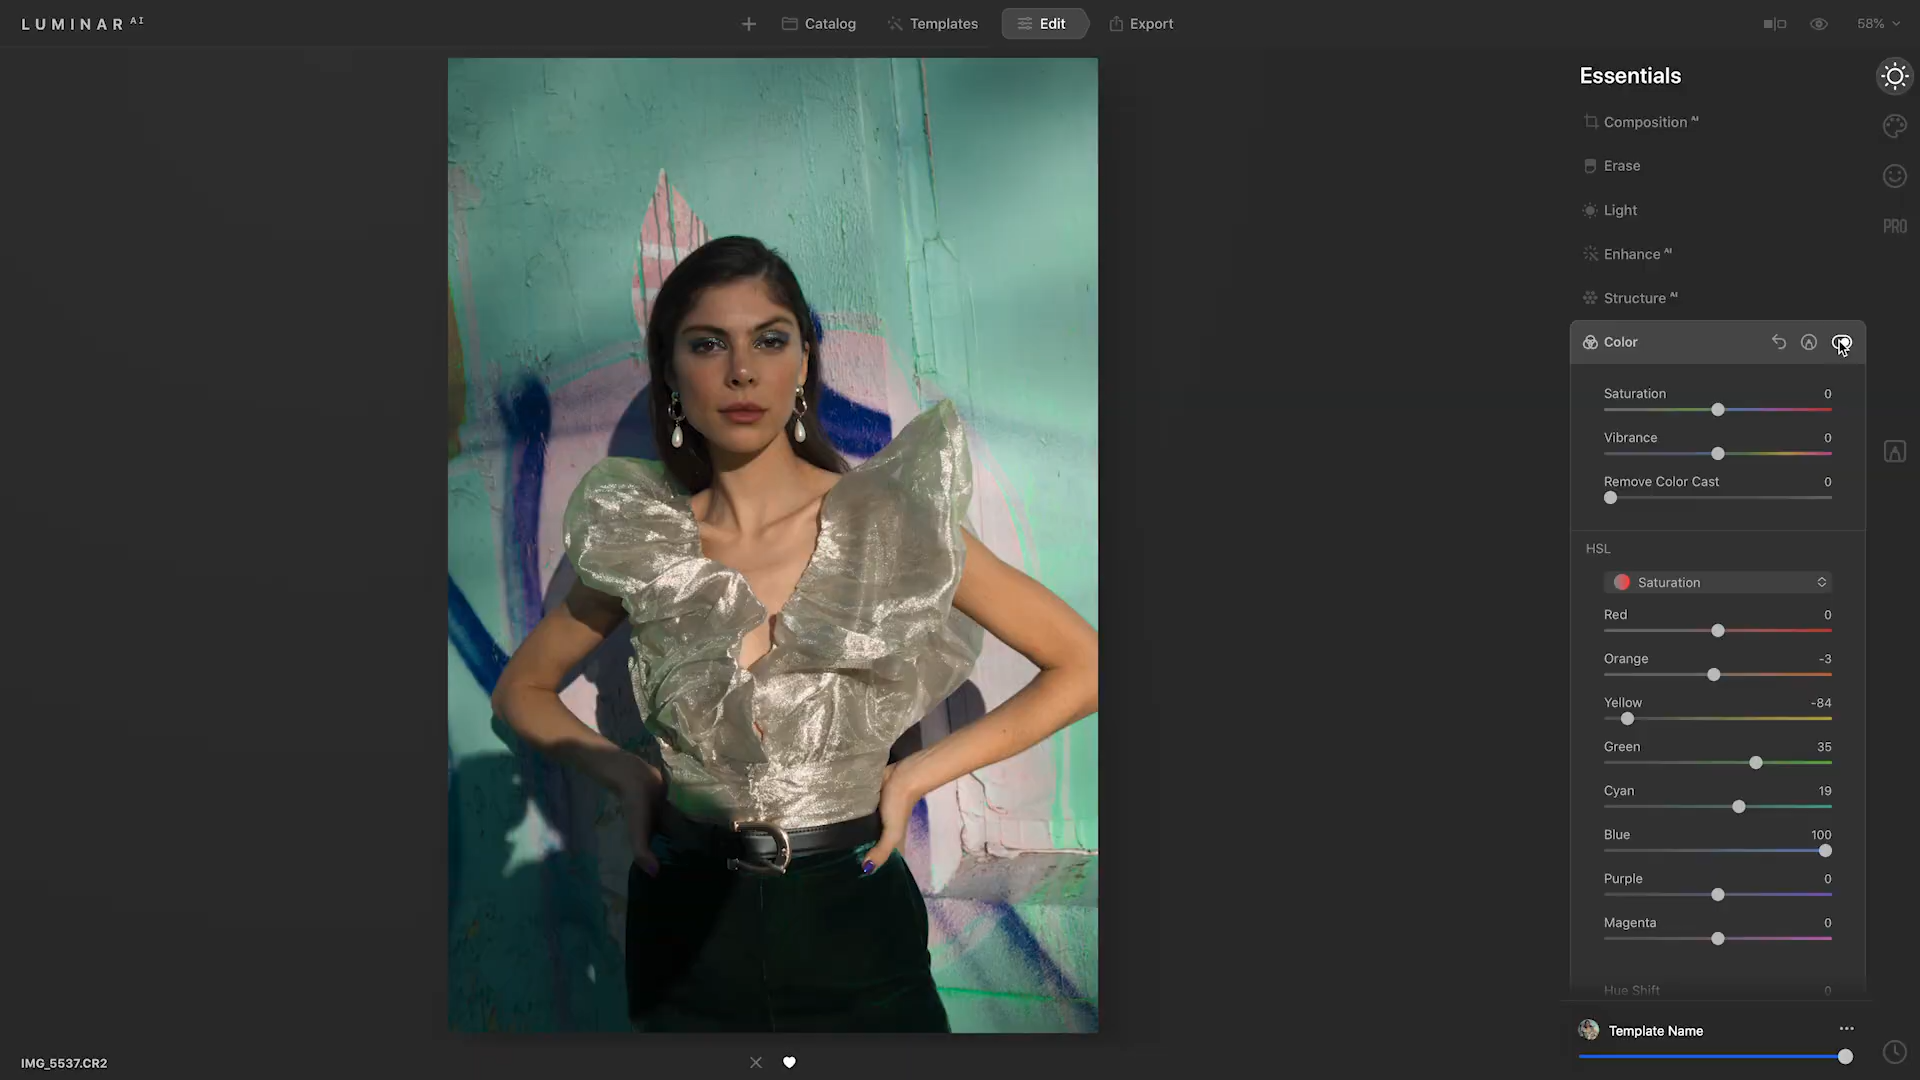 LUMINAR AI
Catalog
Templates
Edit
Export
58%
Essentials
Composition AI
Erase
Light
Enhance AI
Structure AI
Color
Saturation 0
Vibrance 0
Remove Color Cast 0
HSL
Saturation
Red 0
Orange -3
Yellow -84
Green 35
Cyan 19
Blue 100
Purple 0
Magenta 0
Hue Shift 0
Template Name
PRO
IMG_5537.CR2